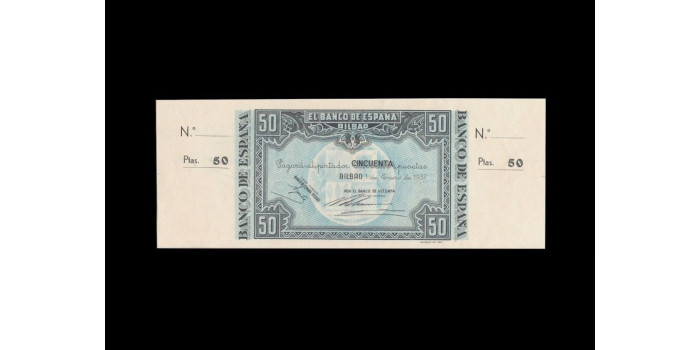 N.º
Ptas. 50
BANCO DE ESPAÑA
50 50
EL BANCO DE ESPAÑA
BILBAO
Pagará al portador CINCUENTA pesetas
BILBAO 1 de Enero de 1937
POR EL BANCO DE VIZCAYA
50 50
BANCO DE ESPAÑA
N.º
Ptas. 50